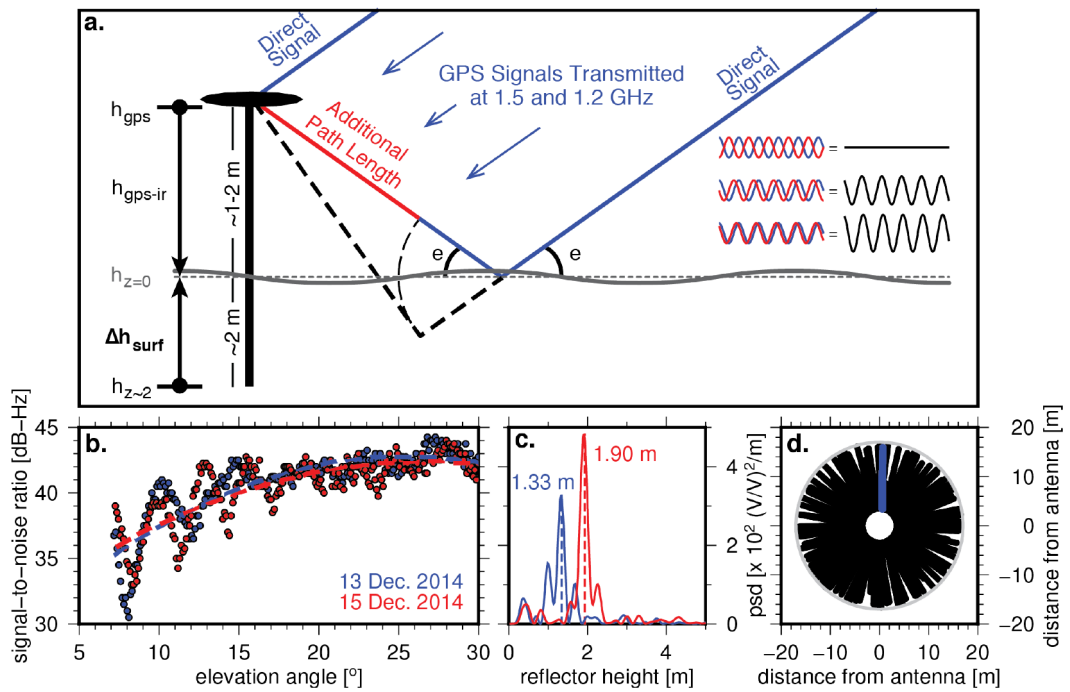 a.
Direct
Signal
GPS Signals Transmitted
at 1.5 and 1.2 GHz
Direct
Signal
Additional
Path Length
h_gps
h_gps-ir
~1-2 m
=
=
=
e
e
h_z=0
~2 m
Δh_surf
h_z~2
b.
signal-to-noise ratio [dB-Hz]
45
40
35
30
13 Dec. 2014
15 Dec. 2014
5
10
15
20
25
30
elevation angle [°]
c.
1.90 m
1.33 m
4
2
0
psd [x 10² (V/V)²/m]
0
2
4
reflector height [m]
d.
20
10
0
−10
−20
distance from antenna [m]
−20
−10
0
10
20
distance from antenna [m]